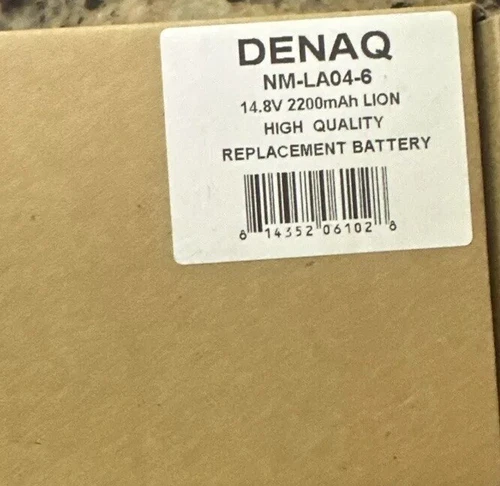 DENAQ
NM-LA04-6
14.8V 2200mAh LION
HIGH QUALITY
REPLACEMENT BATTERY
8 14352 06102 8